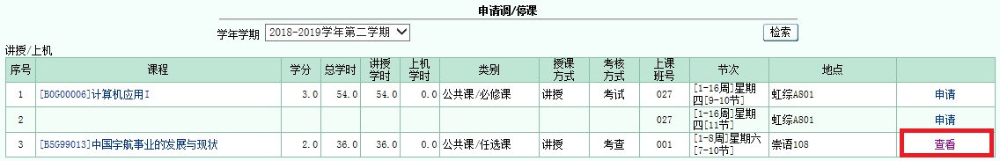 申请调/停课
学年学期 2018-2019学年第二学期 检索
讲授/上机
序号 课程 学分 总学时 讲授学时 上机学时 类别 授课方式 考核方式 上课班号 节次 地点
1 [B0G00006]计算机应用I 3.0 54.0 54.0 0.0 公共课/必修课 讲授 考试 027 [1-16周]星期四[9-10节] 虹综A801 申请
2 027 [1-16周]星期四[11节] 虹综A801 申请
3 [B5G99013]中国宇航事业的发展与现状 2.0 36.0 36.0 0.0 公共课/任选课 讲授 考查 001 [1-8周]星期六[7-10节] 崇语108 查看